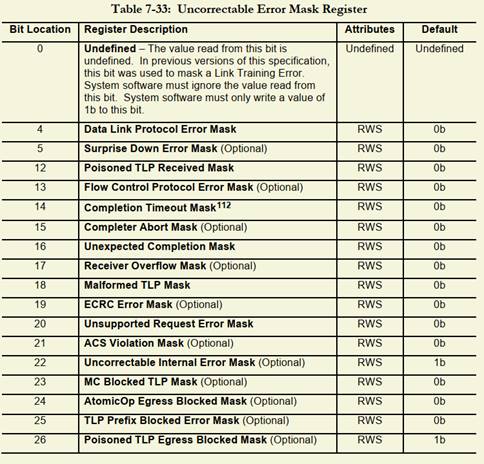 Table 7-33: Uncorrectable Error Mask Register
Bit Location Register Description Attributes Default
0 Undefined – The value read from this bit is Undefined Undefined
undefined. In previous versions of this specification,
this bit was used to mask a Link Training Error.
System software must ignore the value read from
this bit. System software must only write a value of
1b to this bit.
4 Data Link Protocol Error Mask RWS 0b
5 Surprise Down Error Mask (Optional) RWS 0b
12 Poisoned TLP Received Mask RWS 0b
13 Flow Control Protocol Error Mask (Optional) RWS 0b
14 Completion Timeout Mask112 RWS 0b
15 Completer Abort Mask (Optional) RWS 0b
16 Unexpected Completion Mask RWS 0b
17 Receiver Overflow Mask (Optional) RWS 0b
18 Malformed TLP Mask RWS 0b
19 ECRC Error Mask (Optional) RWS 0b
20 Unsupported Request Error Mask RWS 0b
21 ACS Violation Mask (Optional) RWS 0b
22 Uncorrectable Internal Error Mask (Optional) RWS 1b
23 MC Blocked TLP Mask (Optional) RWS 0b
24 AtomicOp Egress Blocked Mask (Optional) RWS 0b
25 TLP Prefix Blocked Error Mask (Optional) RWS 0b
26 Poisoned TLP Egress Blocked Mask (Optional) RWS 1b